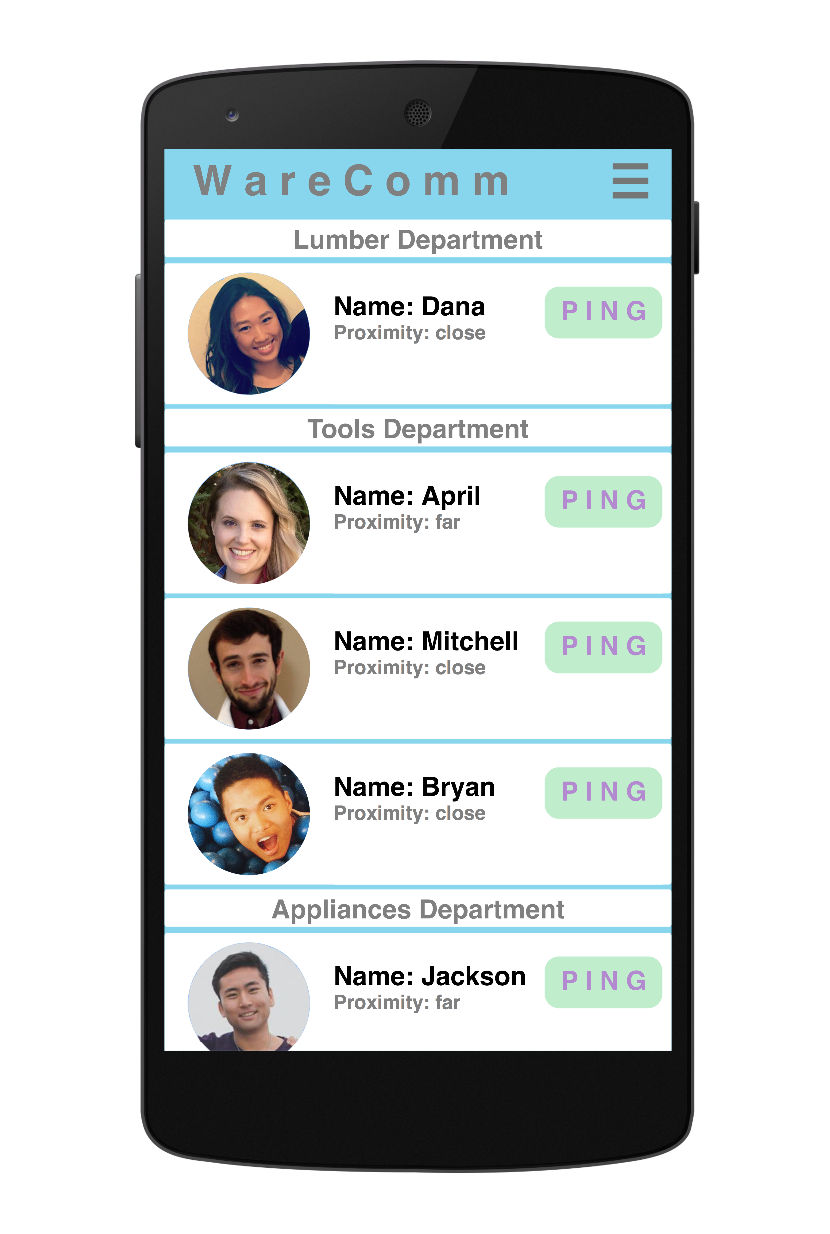 WareComm
Lumber Department
Name: Dana
Proximity: close
PING
Tools Department
Name: April
Proximity: far
PING
Name: Mitchell
Proximity: close
PING
Name: Bryan
Proximity: close
PING
Appliances Department
Name: Jackson
Proximity: far
PING